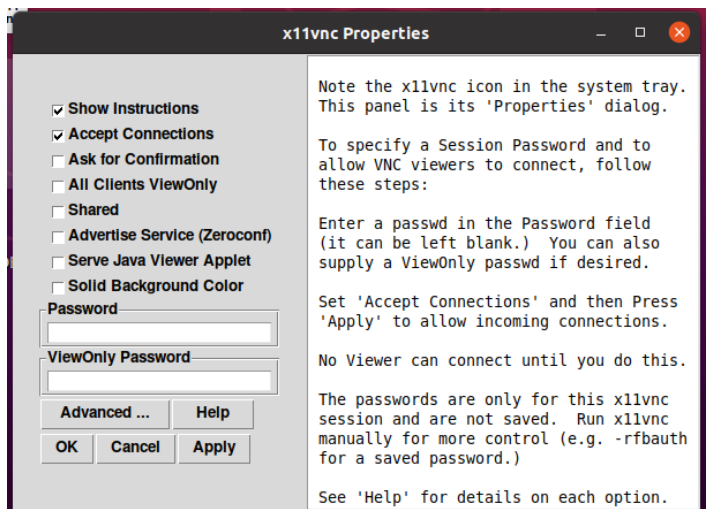 x11vnc Properties
Show Instructions
Accept Connections
Ask for Confirmation
All Clients ViewOnly
Shared
Advertise Service (Zeroconf)
Serve Java Viewer Applet
Solid Background Color
Password
ViewOnly Password
Advanced ... Help
OK Cancel Apply
Note the x11vnc icon in the system tray.
This panel is its 'Properties' dialog.
To specify a Session Password and to
allow VNC viewers to connect, follow
these steps:
Enter a passwd in the Password field
(it can be left blank.)  You can also
supply a ViewOnly passwd if desired.
Set 'Accept Connections' and then Press
'Apply' to allow incoming connections.
No Viewer can connect until you do this.
The passwords are only for this x11vnc
session and are not saved.  Run x11vnc
manually for more control (e.g. -rfbauth
for a saved password.)
See 'Help' for details on each option.